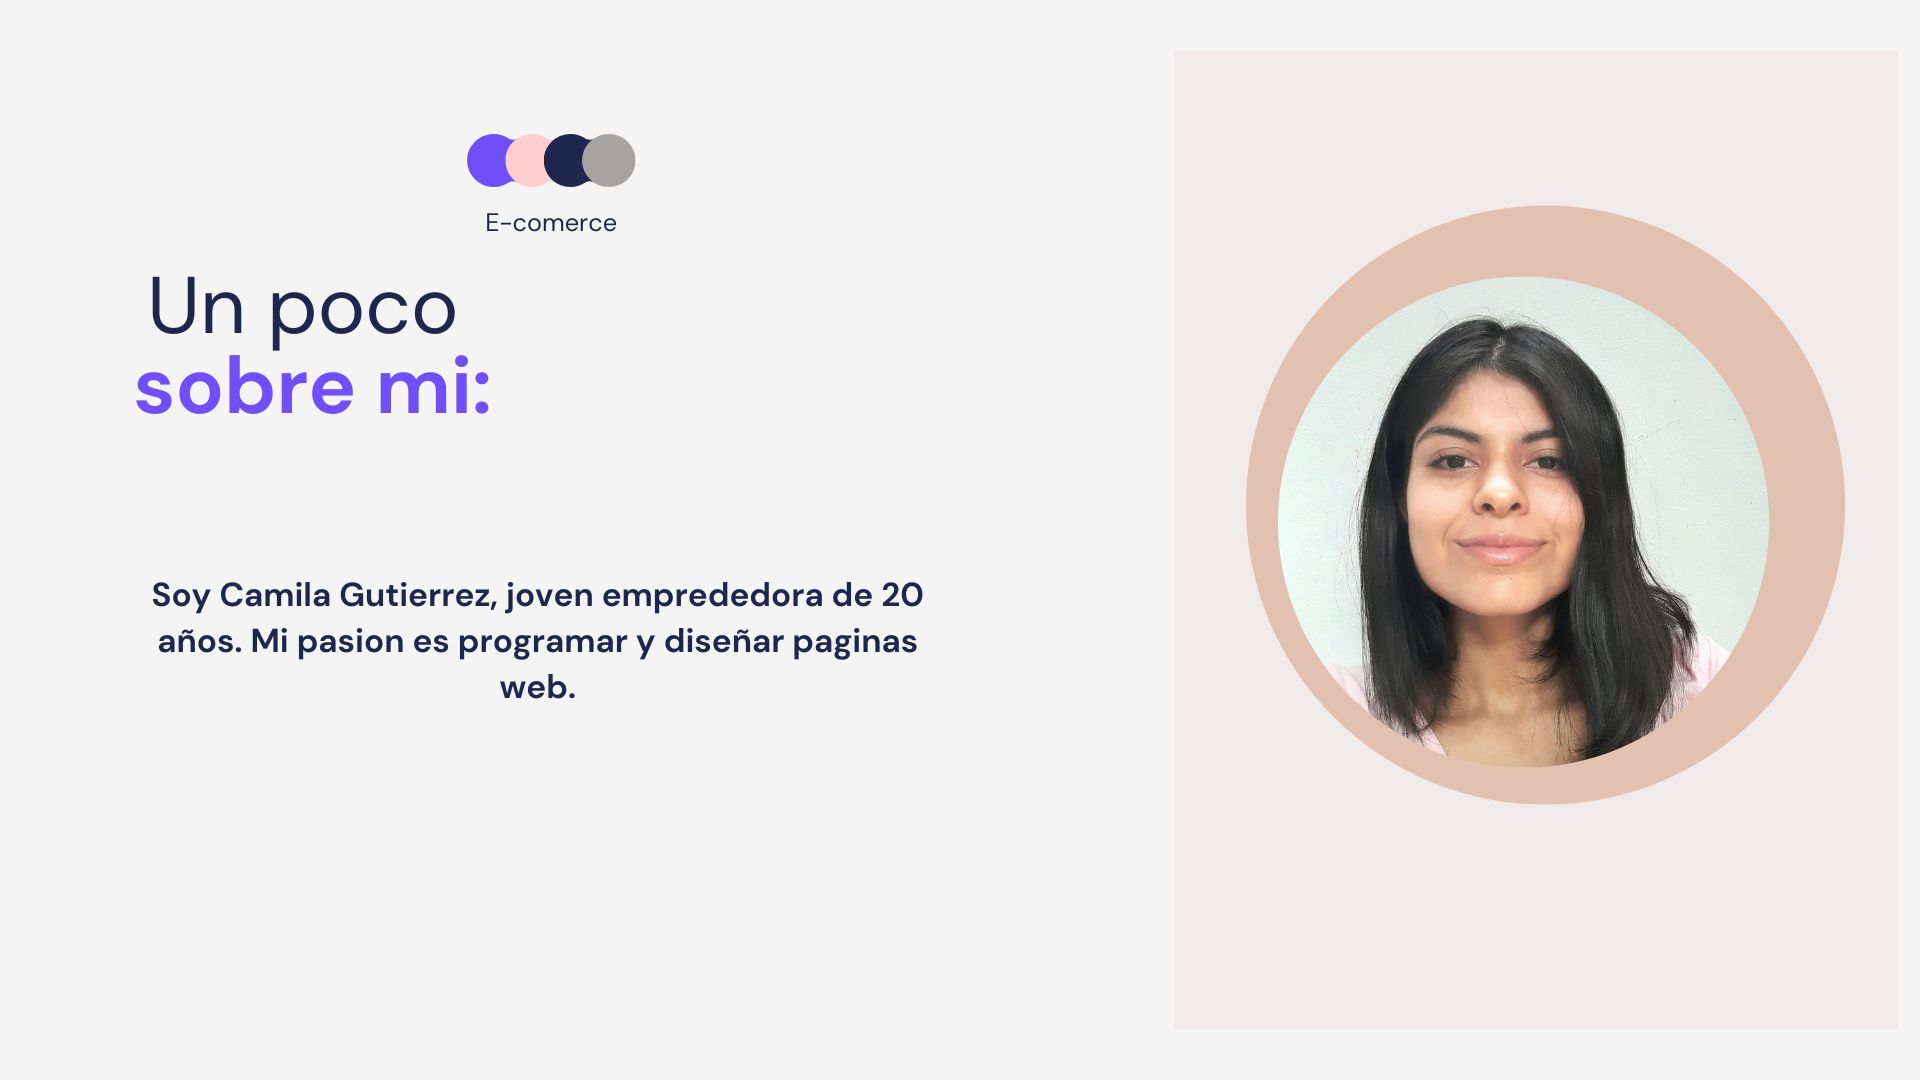 E-comerce
Un poco
sobre mi:
Soy Camila Gutierrez, joven emprededora de 20
años. Mi pasion es programar y diseñar paginas
web.